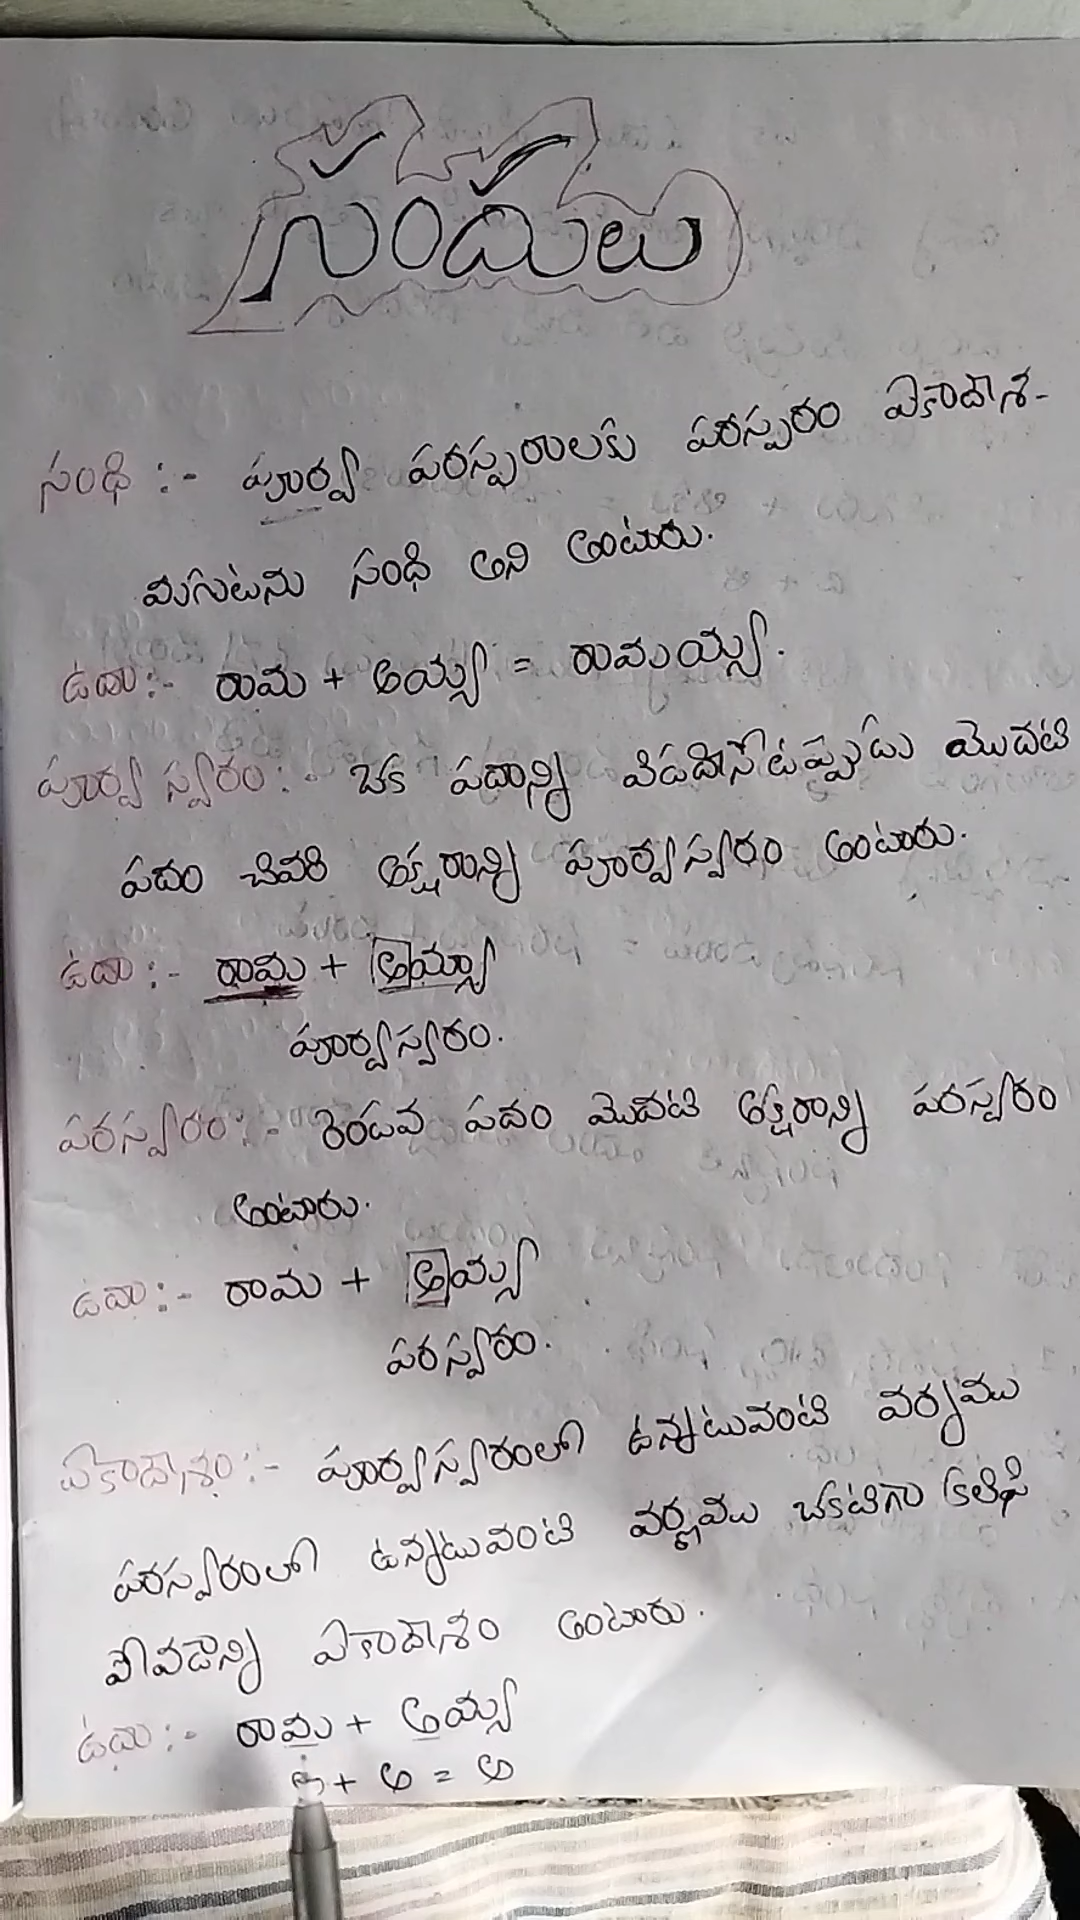 సంధులు
సంధి :- పూర్వ పరస్పరాలకు పరస్పరం ఏకాదాశ-
మగుటను సంధి అని అంటారు.
ఉదా:- రామ + అయ్య = రామయ్య.
పూర్వ స్వరం:- ఒక పదాన్ని విడదీసేటప్పుడు మొదటి
పదం చివరి అక్షరాన్ని పూర్వస్వరం అంటారు.
ఉదా:- రామ + అయ్య
పూర్వస్వరం.
పరస్వరం:- రెండవ పదం మొదటి అక్షరాన్ని పరస్వరం
అంటారు.
ఉదా:- రామ + అయ్య
పరస్వరం.
ఏకాదాశం:- పూర్వస్వరంలో ఉన్నటువంటి వర్ణము
పరస్వరంలో ఉన్నటువంటి వర్ణము ఒకటిగా కలిసి
పోవడాన్ని ఏకాదాశం అంటారు.
ఉదా:- రామ + అయ్య
అ + అ = అ